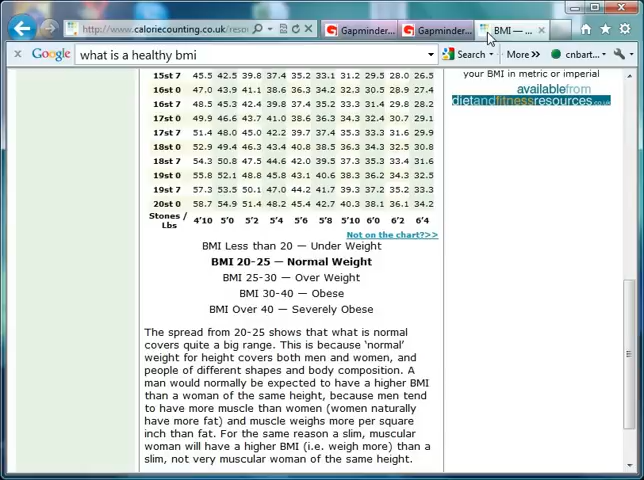 http://www.caloriecounting.co.uk/resou
Gapminder...
Gapminder...
BMI — ...
Google
what is a healthy bmi
Search
More »
cnbart...
15st 7 45.5 42.5 39.8 37.4 35.2 33.1 31.2 29.5 28.0 26.5
16st 0 47.0 43.9 41.1 38.6 36.3 34.2 32.2 30.5 28.9 27.4
16st 7 48.5 45.3 42.4 39.8 37.4 35.2 33.3 31.4 29.8 28.2
17st 0 49.9 46.6 43.7 41.0 38.6 36.3 34.3 32.4 30.7 29.1
17st 7 51.4 48.0 45.0 42.2 39.7 37.4 35.3 33.3 31.6 29.9
18st 0 52.9 49.4 46.3 43.4 40.8 38.5 36.3 34.3 32.5 30.8
18st 7 54.3 50.8 47.5 44.6 42.0 39.5 37.3 35.3 33.4 31.6
19st 0 55.8 52.1 48.8 45.8 43.1 40.6 38.3 36.2 34.3 32.5
19st 7 57.3 53.5 50.1 47.0 44.2 41.7 39.3 37.2 35.2 33.3
20st 0 58.7 54.9 51.4 48.2 45.4 42.7 40.3 38.1 36.1 34.2
Stones / Lbs 4'10 5'0 5'2 5'4 5'6 5'8 5'10 6'0 6'2 6'4
Not on the chart?>>
BMI Less than 20 — Under Weight
BMI 20-25 — Normal Weight
BMI 25-30 — Over Weight
BMI 30-40 — Obese
BMI Over 40 — Severely Obese
The spread from 20-25 shows that what is normal
covers quite a big range. This is because 'normal'
weight for height covers both men and women, and
people of different shapes and body composition. A
man would normally be expected to have a higher BMI
than a woman of the same height, because men tend
to have more muscle than women (women naturally
have more fat) and muscle weighs more per square
inch than fat. For the same reason a slim, muscular
woman will have a higher BMI (i.e. weigh more) than a
slim, not very muscular woman of the same height.
your BMI in metric or imperial
availablefrom
dietandfitnessresources.co.uk